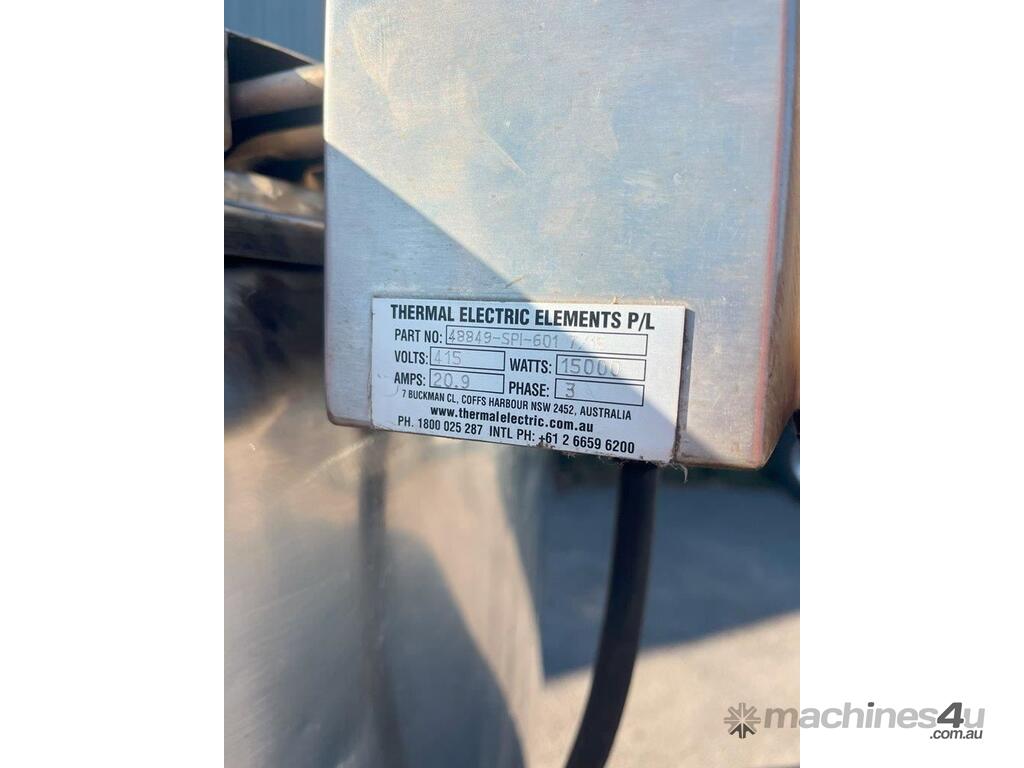 THERMAL ELECTRIC ELEMENTS P/L
PART NO: 48849-SPI-601
VOLTS: 415 WATTS: 15000
AMPS: 20.9 PHASE: 3
7 BUCKMAN CL, COFFS HARBOUR NSW 2452, AUSTRALIA
www.thermalelectric.com.au
PH. 1800 025 287 INTL PH: +61 2 6659 6200
machines4u
.com.au